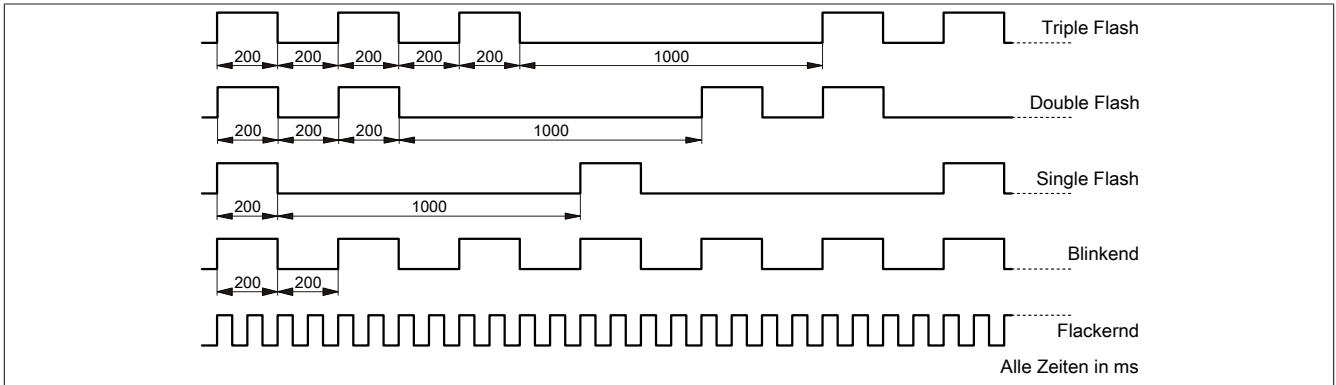 Triple Flash
200 200 200 200 200 1000
Double Flash
200 200 200 1000
Single Flash
200 1000
Blinkend
200 200
Flackernd
Alle Zeiten in ms